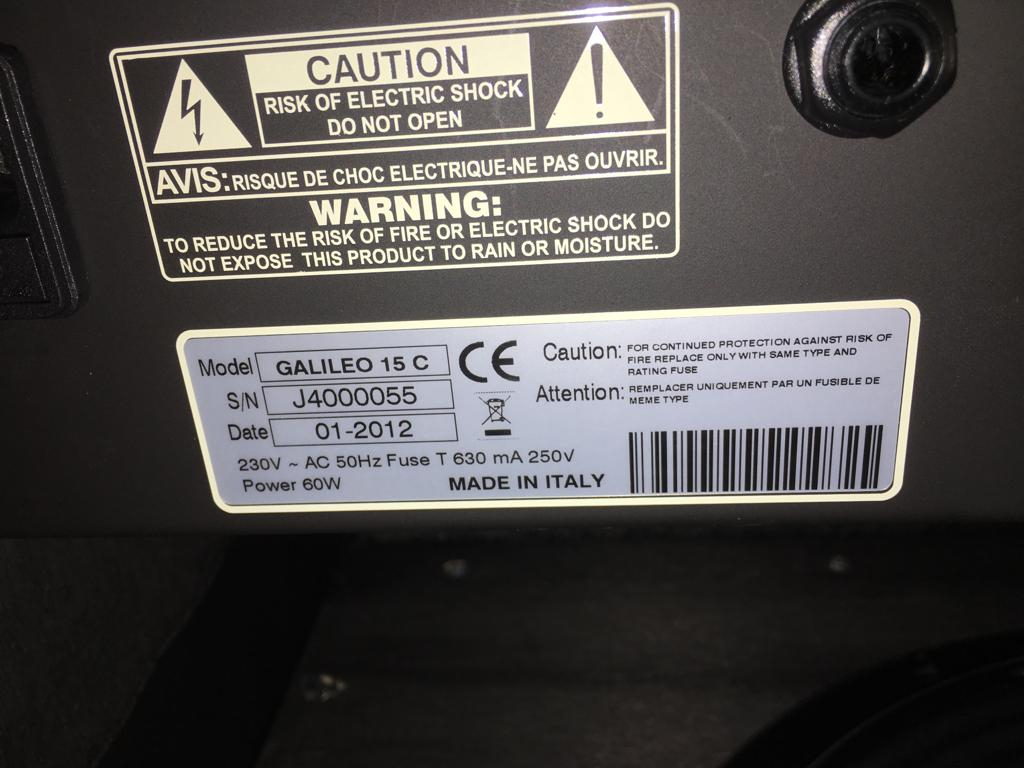 CAUTION
RISK OF ELECTRIC SHOCK
DO NOT OPEN
AVIS: RISQUE DE CHOC ELECTRIQUE-NE PAS OUVRIR.
WARNING:
TO REDUCE THE RISK OF FIRE OR ELECTRIC SHOCK DO
NOT EXPOSE THIS PRODUCT TO RAIN OR MOISTURE.
Model GALILEO 15 C CE
S/N J4000055
Date 01-2012
230V ~ AC 50Hz Fuse T 630 mA 250V
Power 60W MADE IN ITALY
Caution: FOR CONTINUED PROTECTION AGAINST RISK OF
FIRE REPLACE ONLY WITH SAME TYPE AND
RATING FUSE
Attention: REMPLACER UNIQUEMENT PAR UN FUSIBLE DE
MEME TYPE